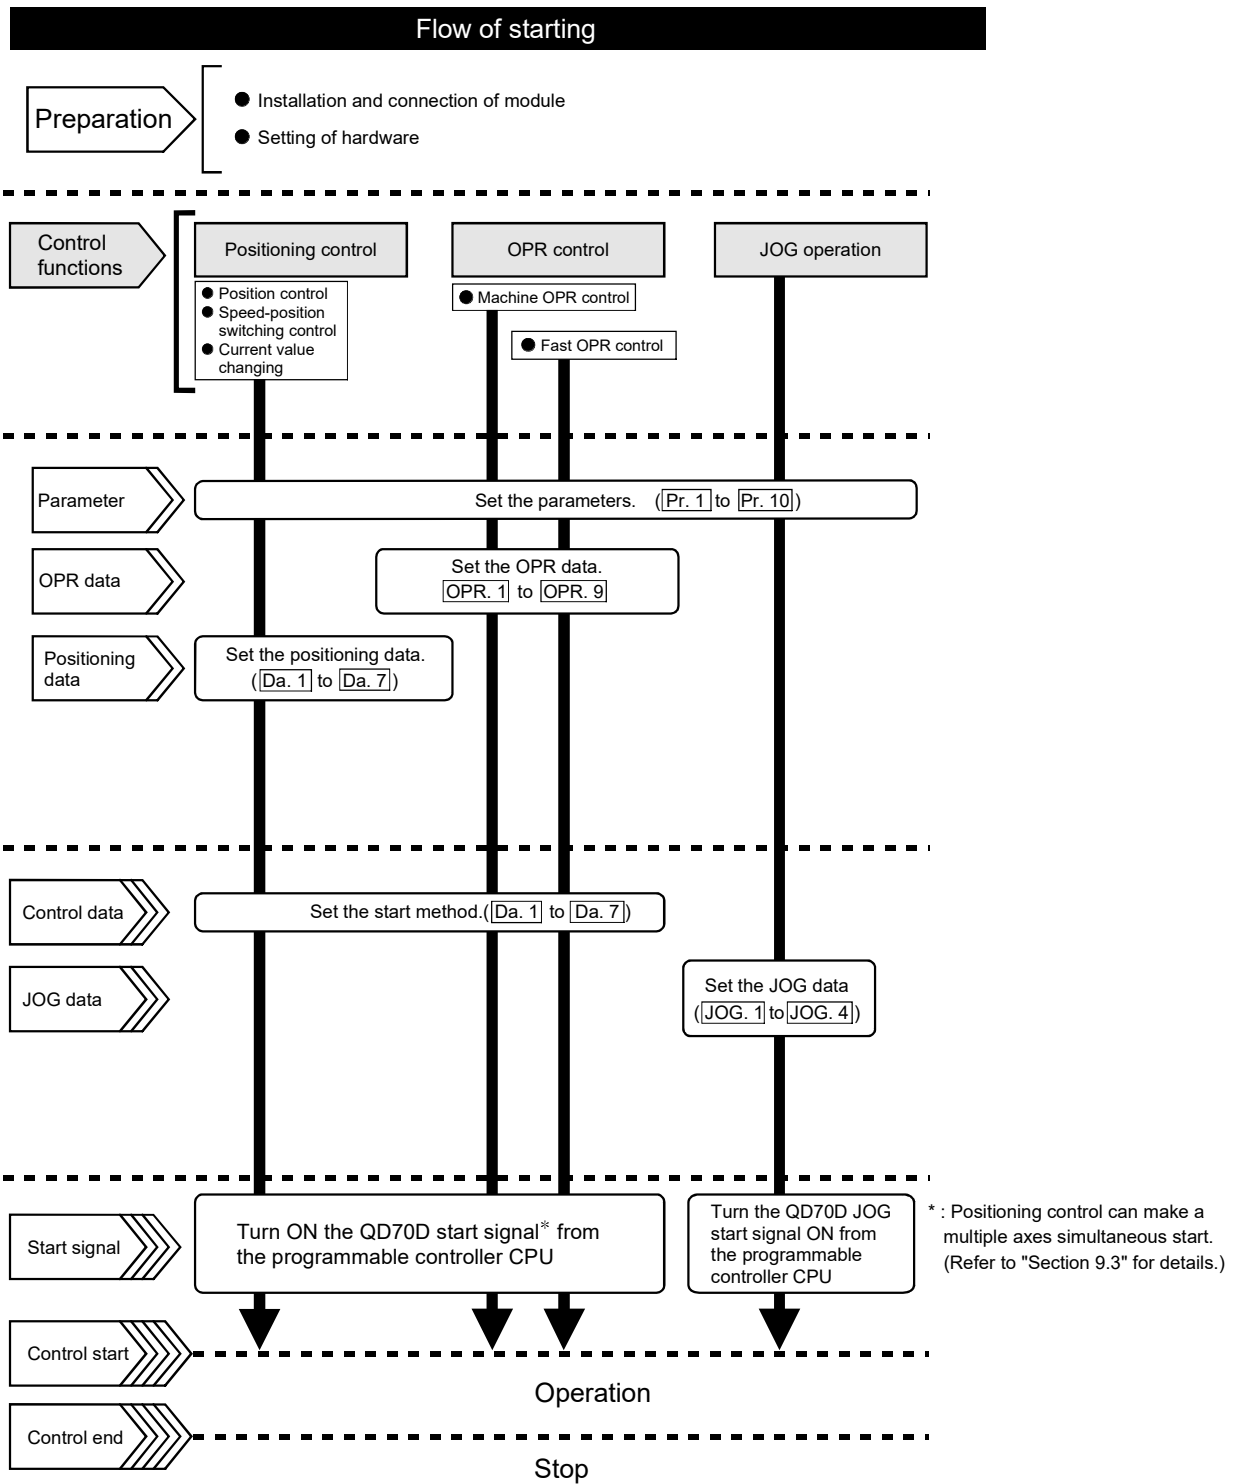 Flow of starting
Preparation
● Installation and connection of module
● Setting of hardware
Control
functions
Positioning control
● Position control
● Speed-position
switching control
● Current value
changing
OPR control
● Machine OPR control
● Fast OPR control
JOG operation
Parameter
Set the parameters. (Pr. 1 to Pr. 10)
OPR data
Set the OPR data.
OPR. 1 to OPR. 9
Positioning
data
Set the positioning data.
(Da. 1 to Da. 7)
Control data
Set the start method.(Da. 1 to Da. 7)
JOG data
Set the JOG data
(JOG. 1 to JOG. 4)
Start signal
Turn ON the QD70D start signal* from
the programmable controller CPU
Turn the QD70D JOG
start signal ON from
the programmable
controller CPU
* : Positioning control can make a
multiple axes simultaneous start.
(Refer to "Section 9.3" for details.)
Control start
Operation
Control end
Stop